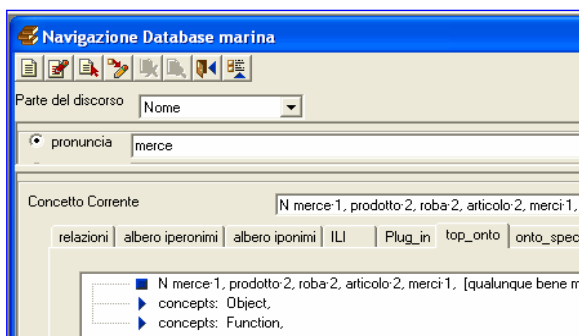 Navigazione Database marina
Parte del discorso Nome
pronuncia merce
Concetto Corrente N merce·1, prodotto·2, roba·2, articolo·2, merci·1,
relazioni albero iperonimi albero iponimi ILI Plug_in top_onto onto_spec
N merce·1, prodotto·2, roba·2, articolo·2, merci·1, [qualunque bene m
concepts: Object,
concepts: Function,